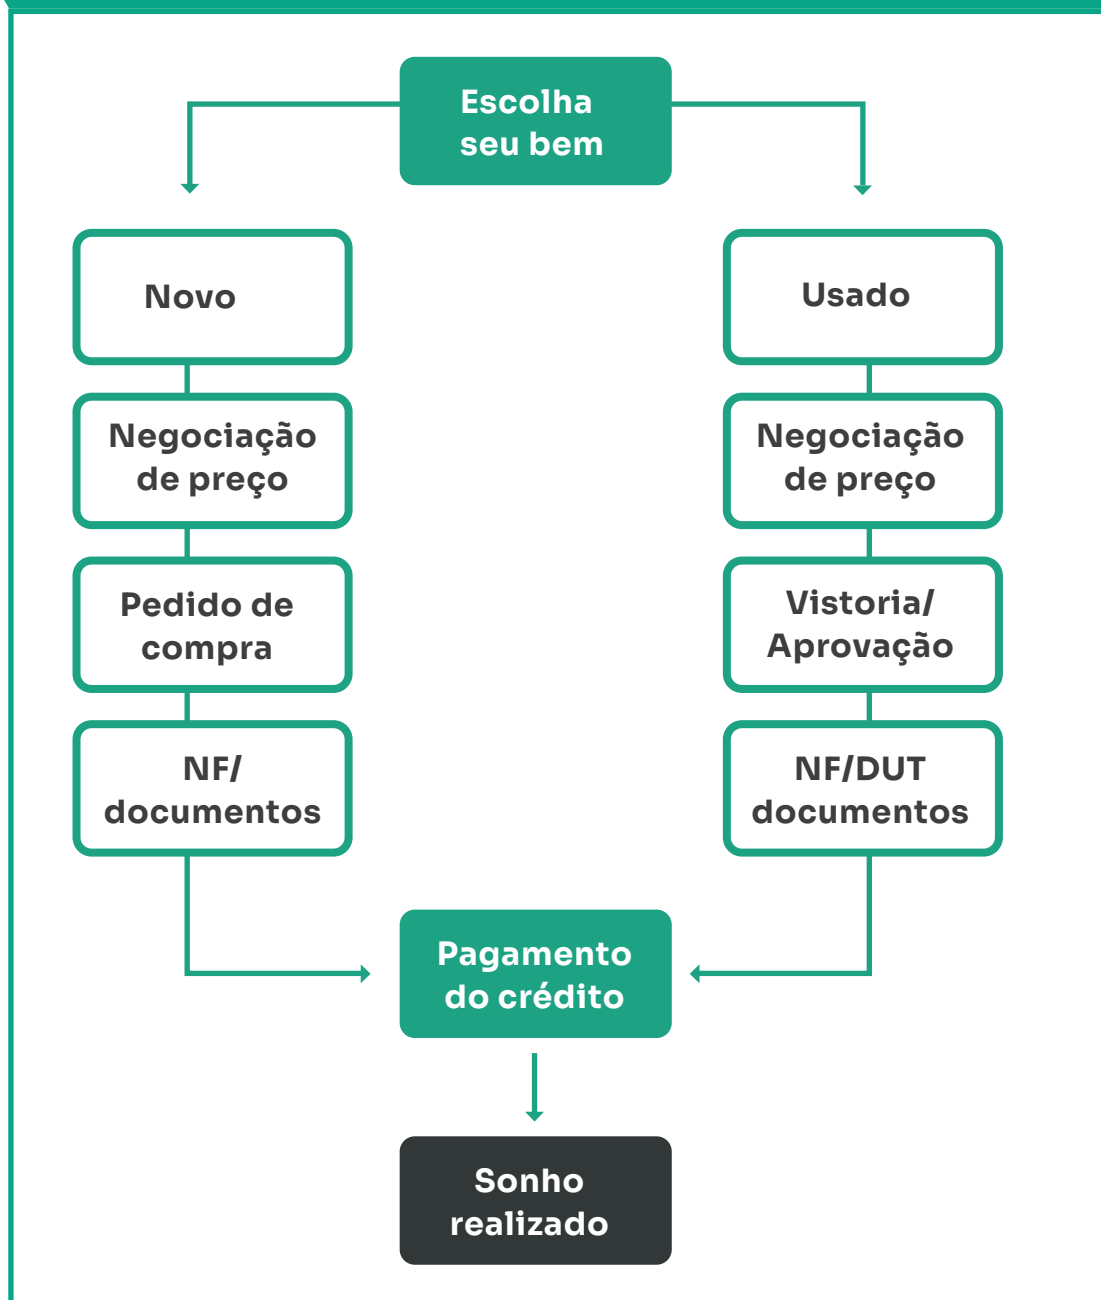 Escolha
seu bem
Novo
Negociação
de preço
Pedido de
compra
NF/
documentos
Usado
Negociação
de preço
Vistoria/
Aprovação
NF/DUT
documentos
Pagamento
do crédito
Sonho
realizado